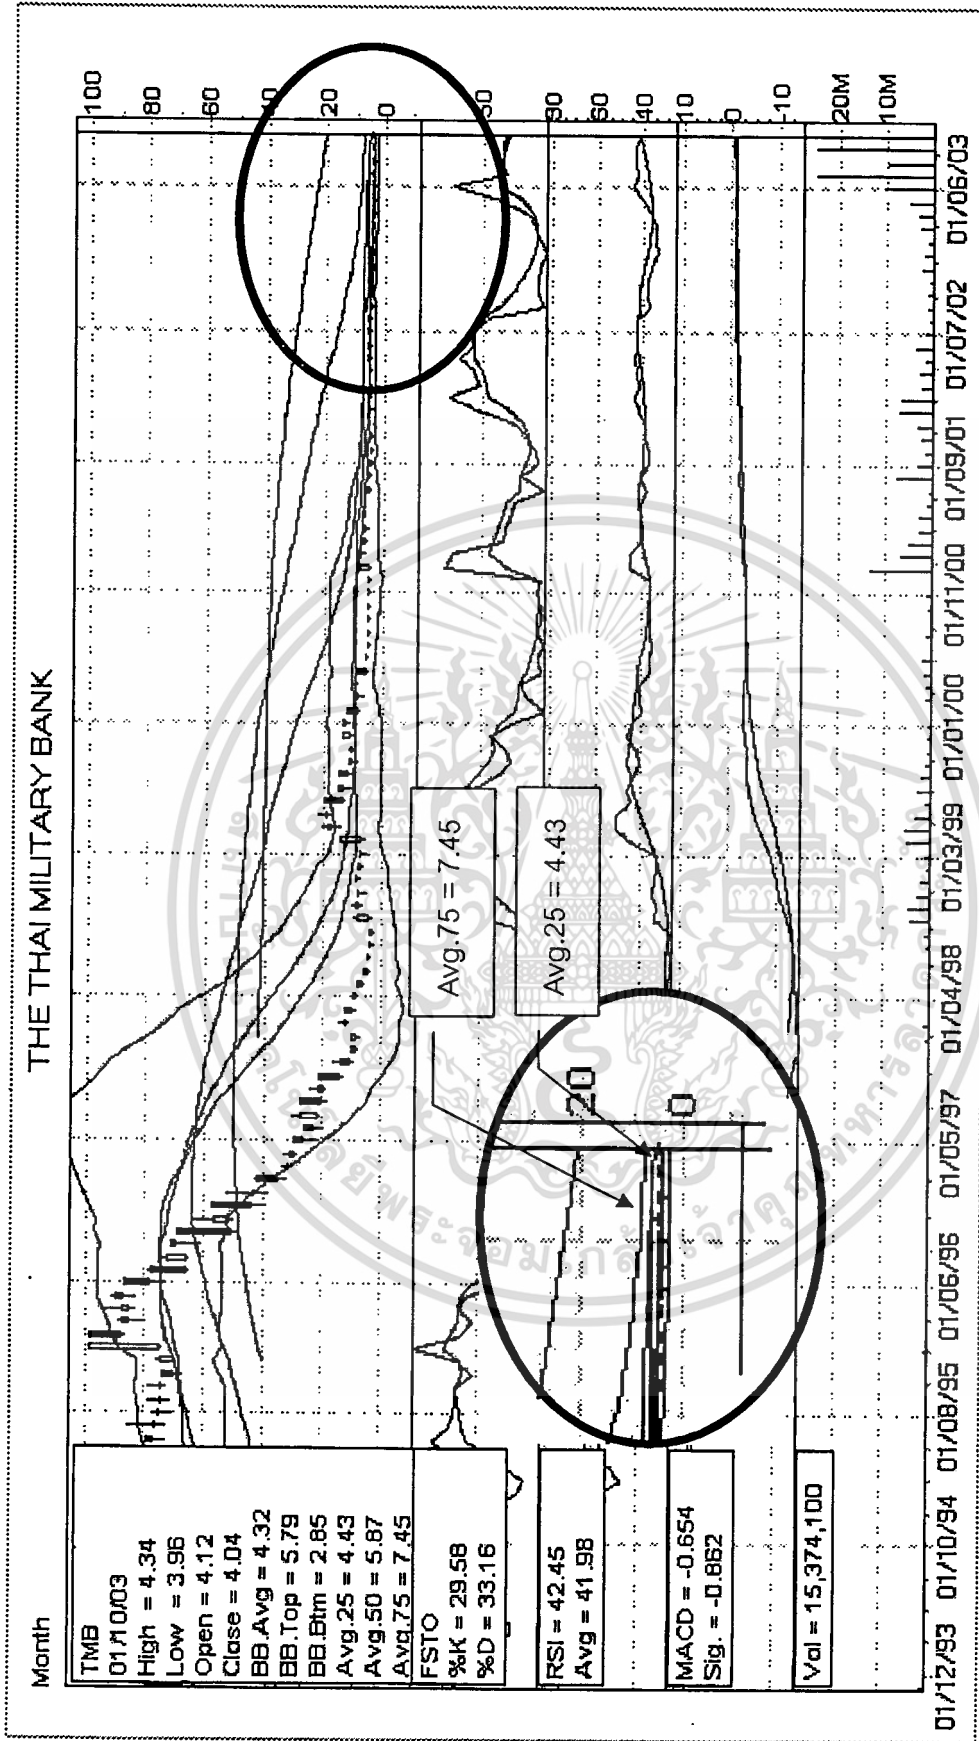 THE THAI MILITARY BANK
Month
TMB
01/10/03
High = 4.34
Low = 3.96
Open = 4.12
Close = 4.04
BB.Avg = 4.32
BB.Top = 5.79
BB.Btm = 2.85
Avg.25 = 4.43
Avg.50 = 5.87
Avg.75 = 7.45
FSTO
%K = 29.58
%D = 33.16
RSI = 42.45
Avg = 41.98
MACD = -0.654
Sig. = -0.862
Val = 15,374,100
Avg.75 = 7.45
Avg.25 = 4.43
20
0
100
80
60
40
20
0
80
60
40
10
0
-10
20M
10M
01/12/93 01/10/94 01/08/95 01/06/96 01/05/97 01/04/98 01/03/99 01/01/00 01/11/00 01/09/01 01/07/02 01/06/03